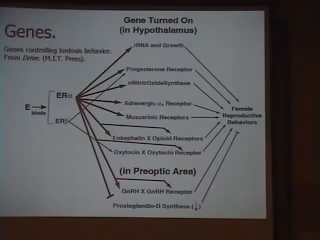 Genes.
Genes controlling lordosis behavior.
From Drive. (M.I.T. Press).
Gene Turned On
(in Hypothalamus)
rRNA and Growth
Progesterone Receptor
nNitricOxideSynthase
ERα
Adrenergic α₁ Receptor
E
binds
Muscarinic Receptors
Female
Reproductive
Behaviors
ERβ
Enkephalin X Opioid Receptors
Oxytocin X Oxytocin Receptor
(in Preoptic Area)
GnRH X GnRH Receptor
Prostaglandin-D Synthase (↓)